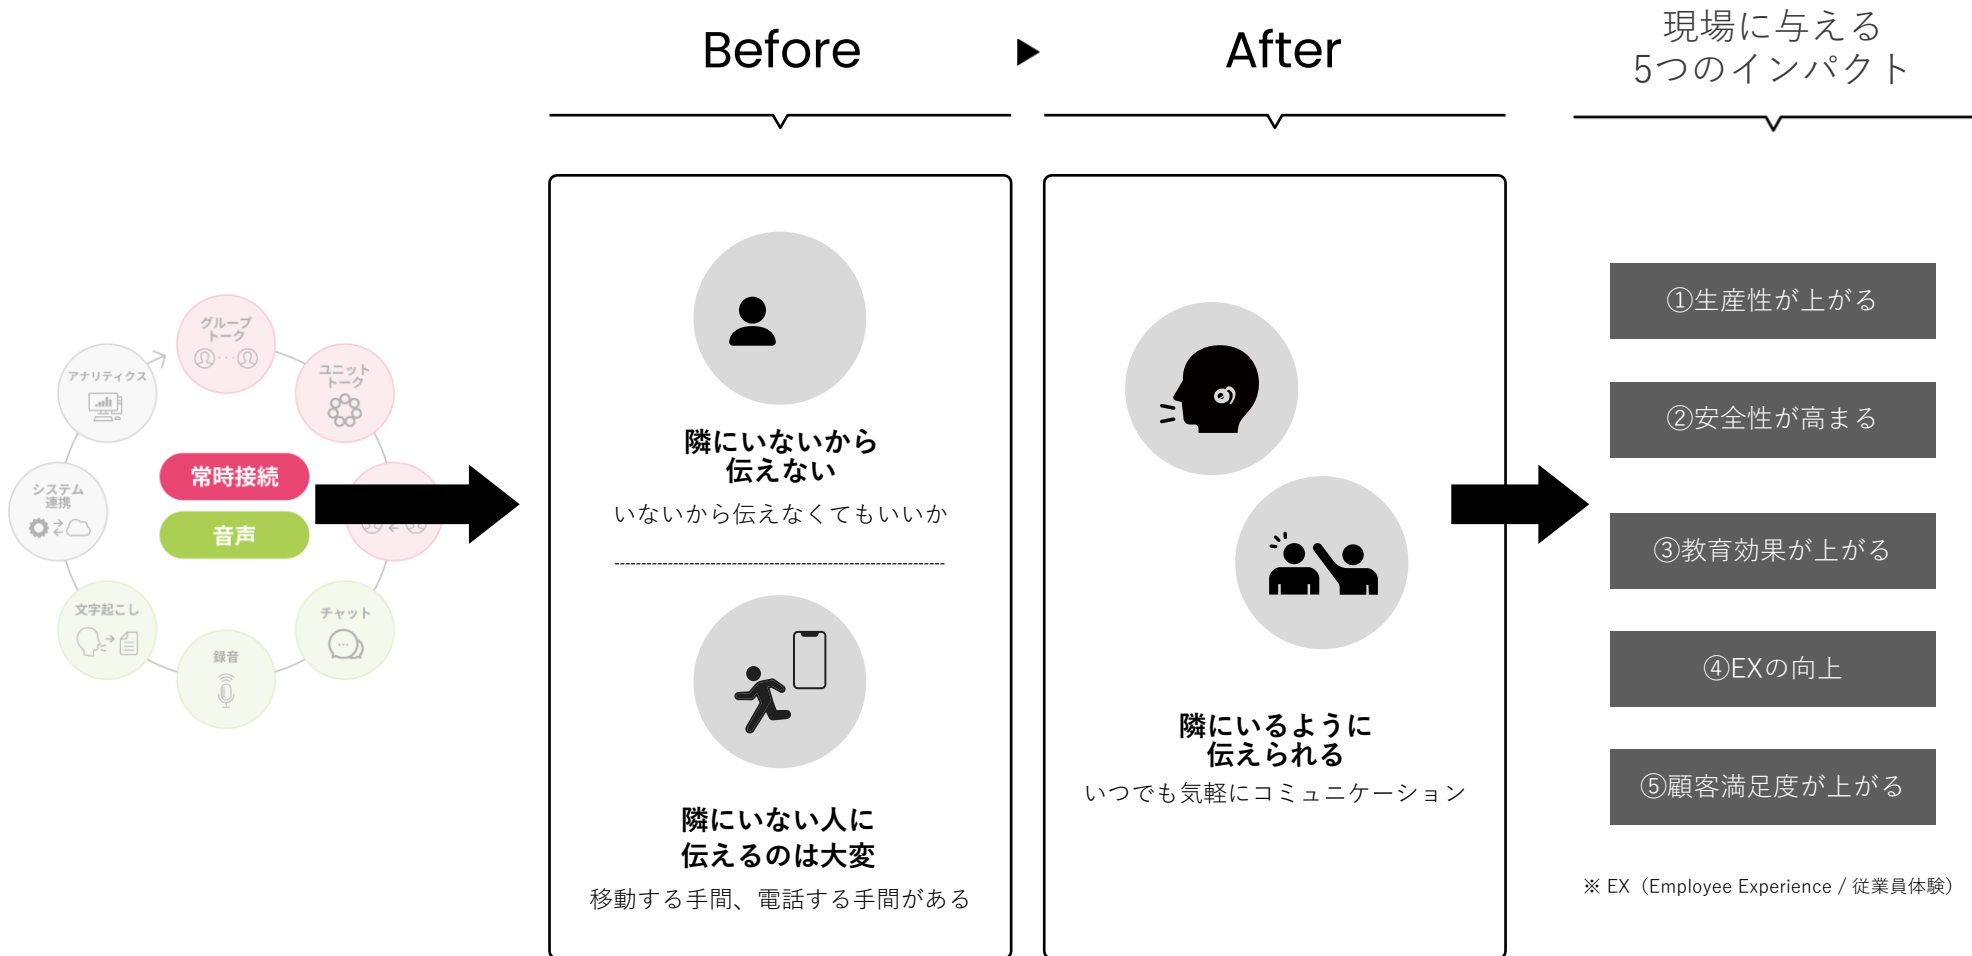 Before
▶
After
現場に与える
5つのインパクト
グループ
トーク
ユニット
トーク
チャット
録音
文字起こし
システム
連携
アナリティクス
常時接続
音声
隣にいないから
伝えない
いないから伝えなくてもいいか
隣にいない人に
伝えるのは大変
移動する手間、電話する手間がある
隣にいるように
伝えられる
いつでも気軽にコミュニケーション
①生産性が上がる
②安全性が高まる
③教育効果が上がる
④EXの向上
⑤顧客満足度が上がる
※ EX（Employee Experience / 従業員体験）